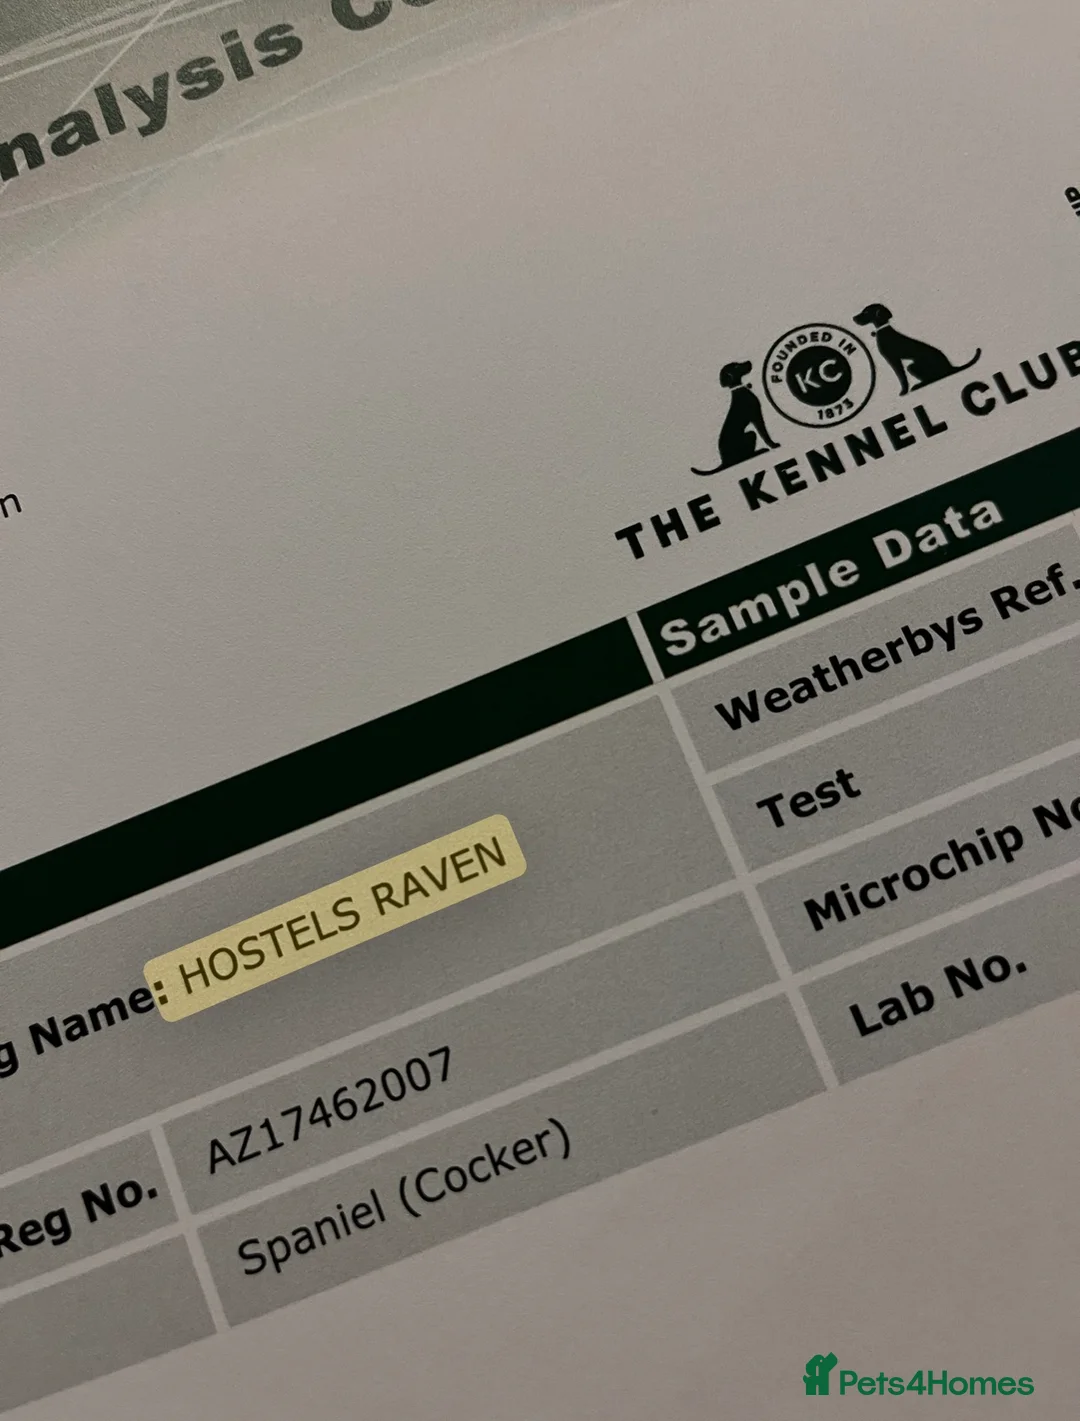 nalysis C
n
FOUNDED IN
KC
1873
THE KENNEL CLUB
Sample Data
Weatherbys Ref.
g Name: HOSTELS RAVEN
Test
Microchip No
Reg No. AZ17462007
Lab No.
Spaniel (Cocker)
Pets4Homes